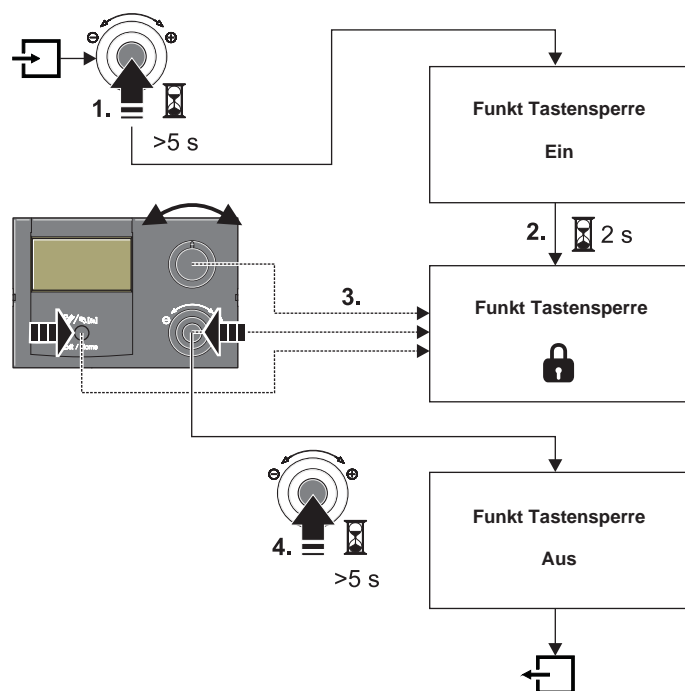 1.
>5 s
Funkt Tastensperre
Ein
2.
2 s
3.
Funkt Tastensperre
4.
>5 s
Funkt Tastensperre
Aus